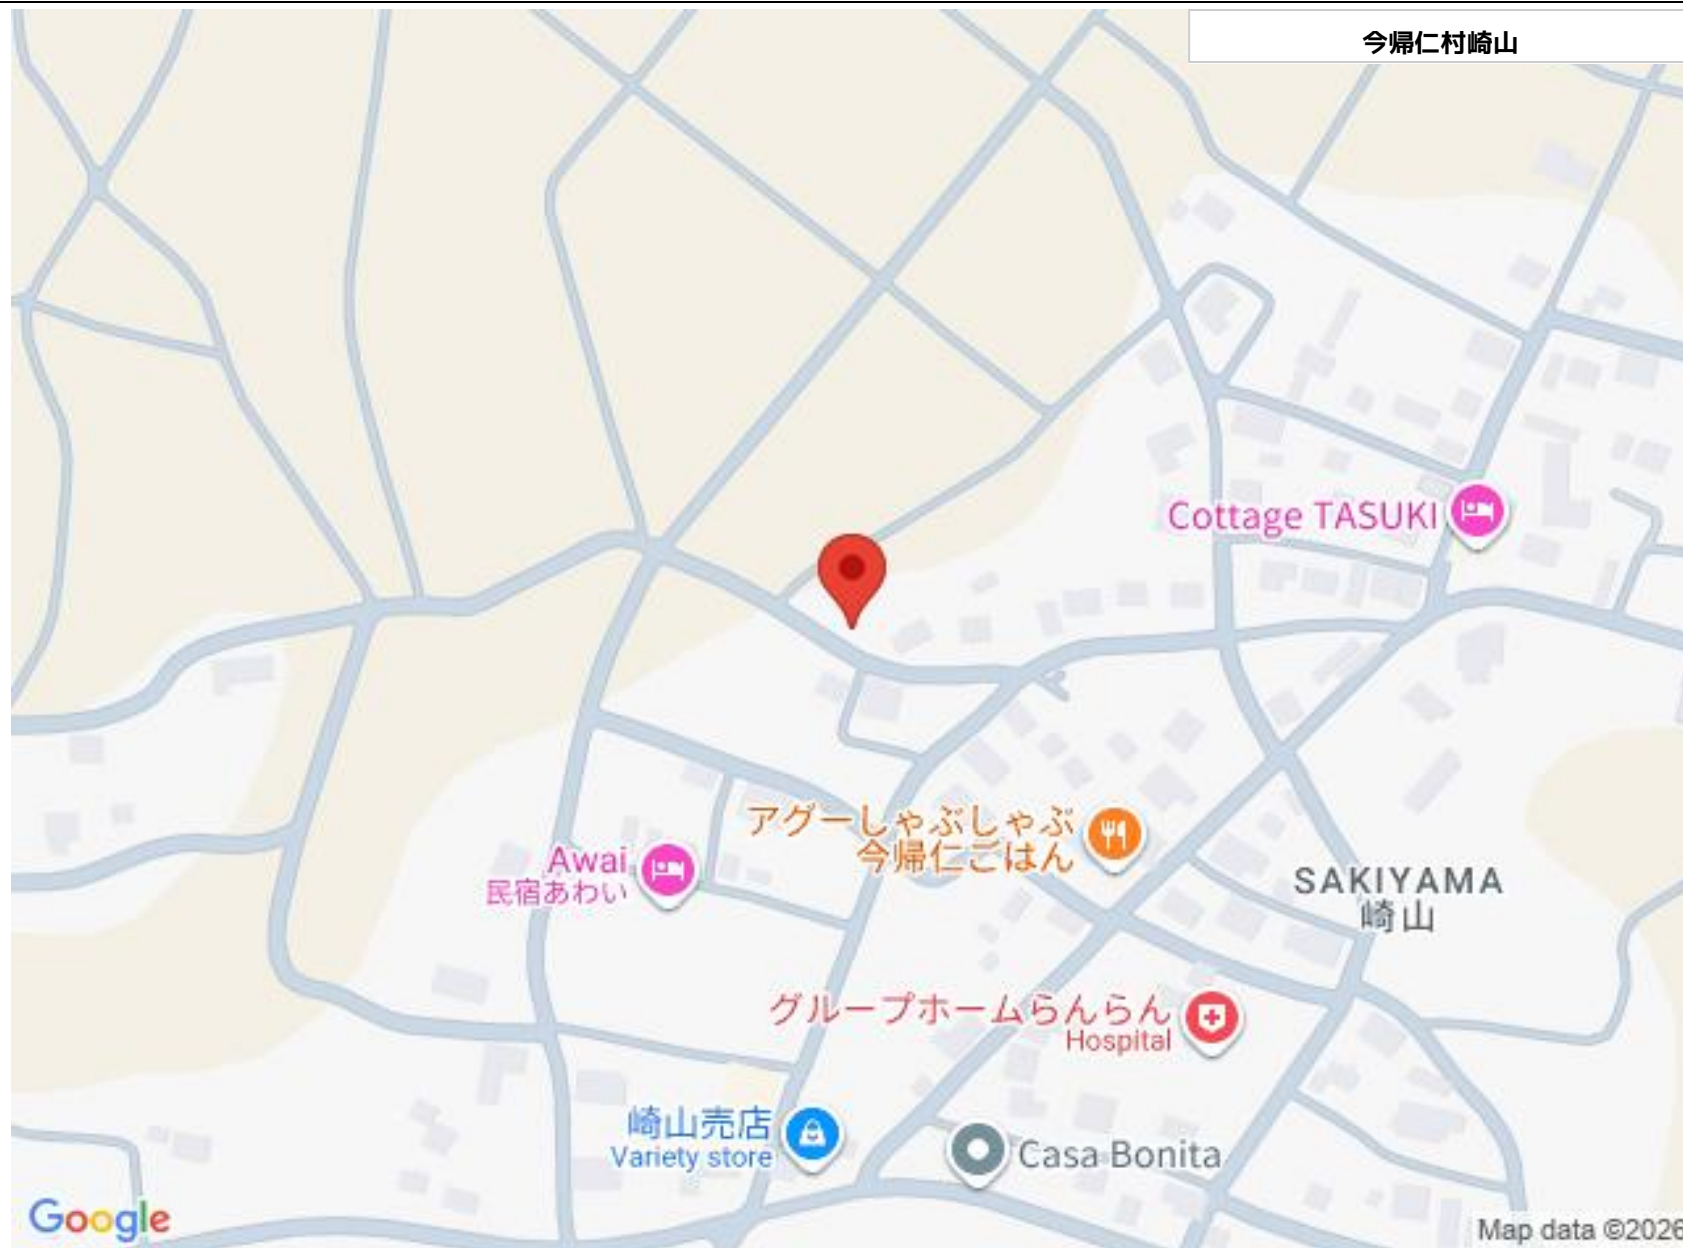 今帰仁村崎山
Cottage TASUKI
アグーしゃぶしゃぶ
今帰仁ごはん
Awai
民宿あわい
SAKIYAMA
崎山
グループホームらんらん
Hospital
崎山売店
Variety store
Casa Bonita
Google
Map data ©2026